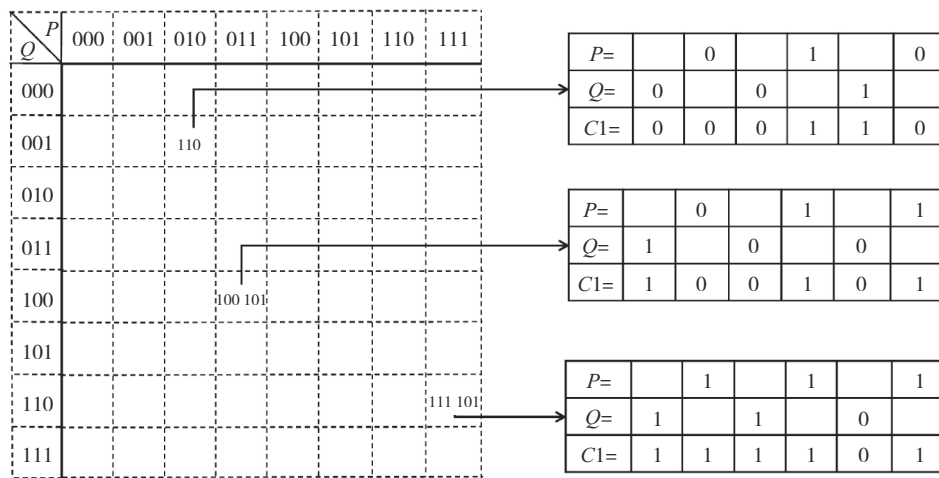 P
Q
000 001 010 011 100 101 110 111
000
001 110
010
011
100 100 101
101
110 111 101
111
P= 0 1 0
Q= 0 0 1
C1= 0 0 0 1 1 0
P= 0 1 1
Q= 1 0 0
C1= 1 0 0 1 0 1
P= 1 1 1
Q= 1 1 0
C1= 1 1 1 1 0 1